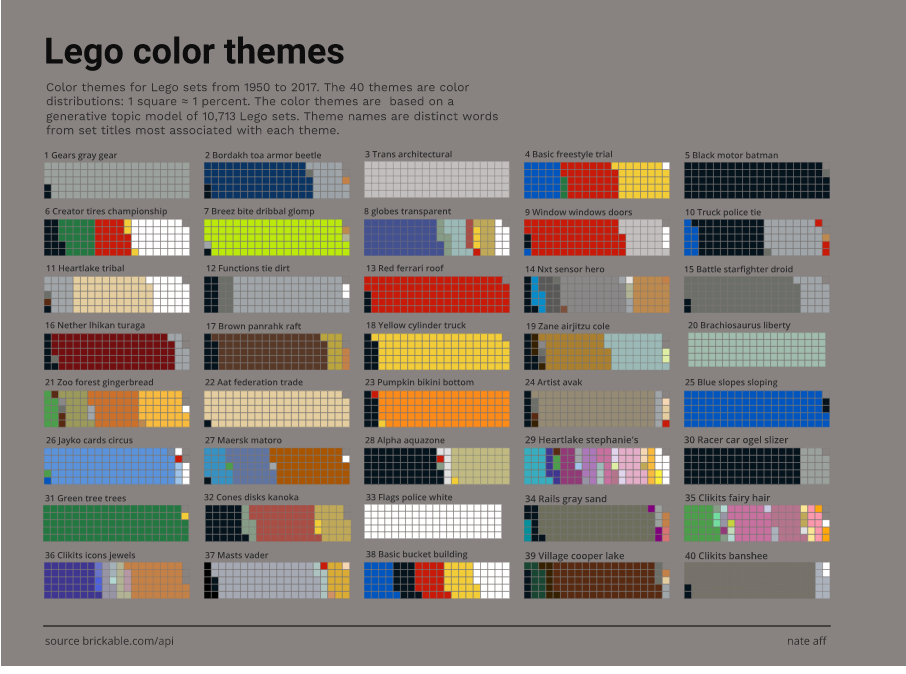 Lego color themes
Color themes for Lego sets from 1950 to 2017. The 40 themes are color
distributions: 1 square ≈ 1 percent. The color themes are based on a
generative topic model of 10,713 Lego sets. Theme names are distinct words
from set titles most associated with each theme.
1 Gears gray gear
2 Bordakh toa armor beetle
3 Trans architectural
4 Basic freestyle trial
5 Black motor batman
6 Creator tires championship
7 Breez bite dribbal glomp
8 globes transparent
9 Window windows doors
10 Truck police tie
11 Heartlake tribal
12 Functions tie dirt
13 Red ferrari roof
14 Nxt sensor hero
15 Battle starfighter droid
16 Nether lhikan turaga
17 Brown panrahk raft
18 Yellow cylinder truck
19 Zane airjitzu cole
20 Brachiosaurus liberty
21 Zoo forest gingerbread
22 Aat federation trade
23 Pumpkin bikini bottom
24 Artist avak
25 Blue slopes sloping
26 Jayko cards circus
27 Maersk matoro
28 Alpha aquazone
29 Heartlake stephanie's
30 Racer car ogel slizer
31 Green tree trees
32 Cones disks kanoka
33 Flags police white
34 Rails gray sand
35 Clikits fairy hair
36 Clikits icons jewels
37 Masts vader
38 Basic bucket building
39 Village cooper lake
40 Clikits banshee
source brickable.com/api
nate aff